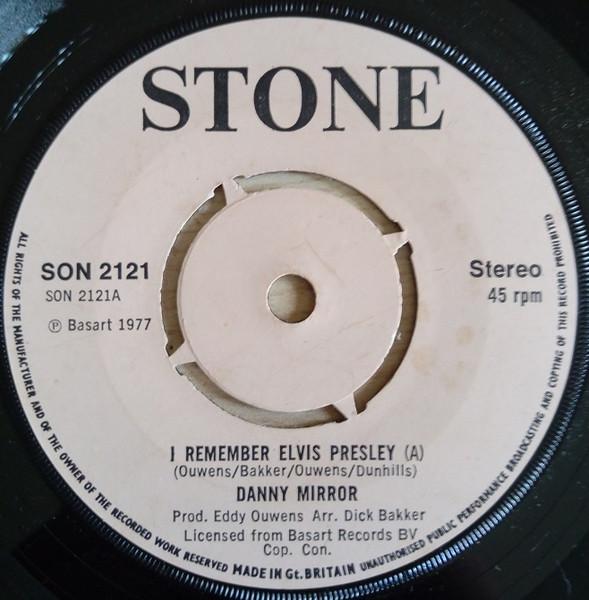 STONE
SON 2121
SON 2121A
℗ Basart 1977
Stereo
45 rpm
I REMEMBER ELVIS PRESLEY (A)
(Ouwens/Bakker/Ouwens/Dunhills)
DANNY MIRROR
Prod. Eddy Ouwens Arr. Dick Bakker
Licensed from Basart Records BV
Cop. Con.
ALL RIGHTS OF THE MANUFACTURER AND OF THE OWNER OF THE RECORDED WORK RESERVED MADE IN Gt. BRITAIN UNAUTHORISED PUBLIC PERFORMANCE BROADCASTING AND COPYING OF THIS RECORD PROHIBITED